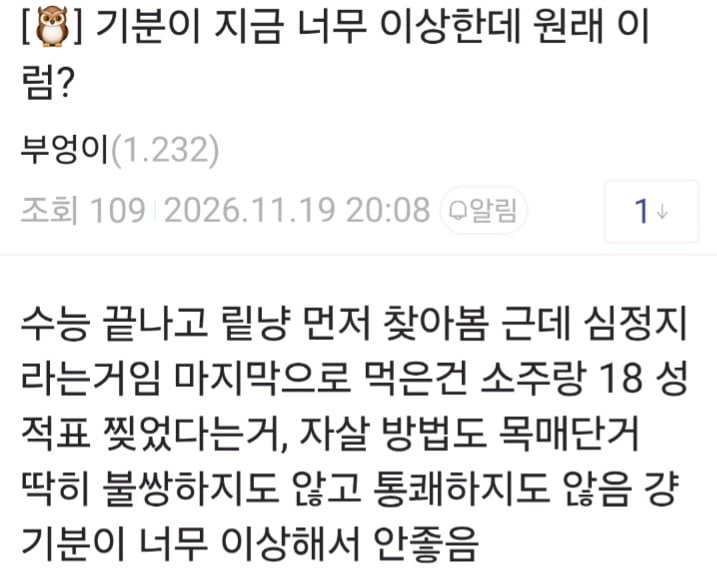 [🦉] 기분이 지금 너무 이상한데 원래 이
럼?
부엉이(1.232)
조회 109 2026.11.19 20:08 알림
1↓
수능 끝나고 릩냥 먼저 찾아봄 근데 심정지
라는거임 마지막으로 먹은건 소주랑 18 성
적표 찢었다는거, 자살 방법도 목매단거
딱히 불쌍하지도 않고 통쾌하지도 않음 걍
기분이 너무 이상해서 안좋음